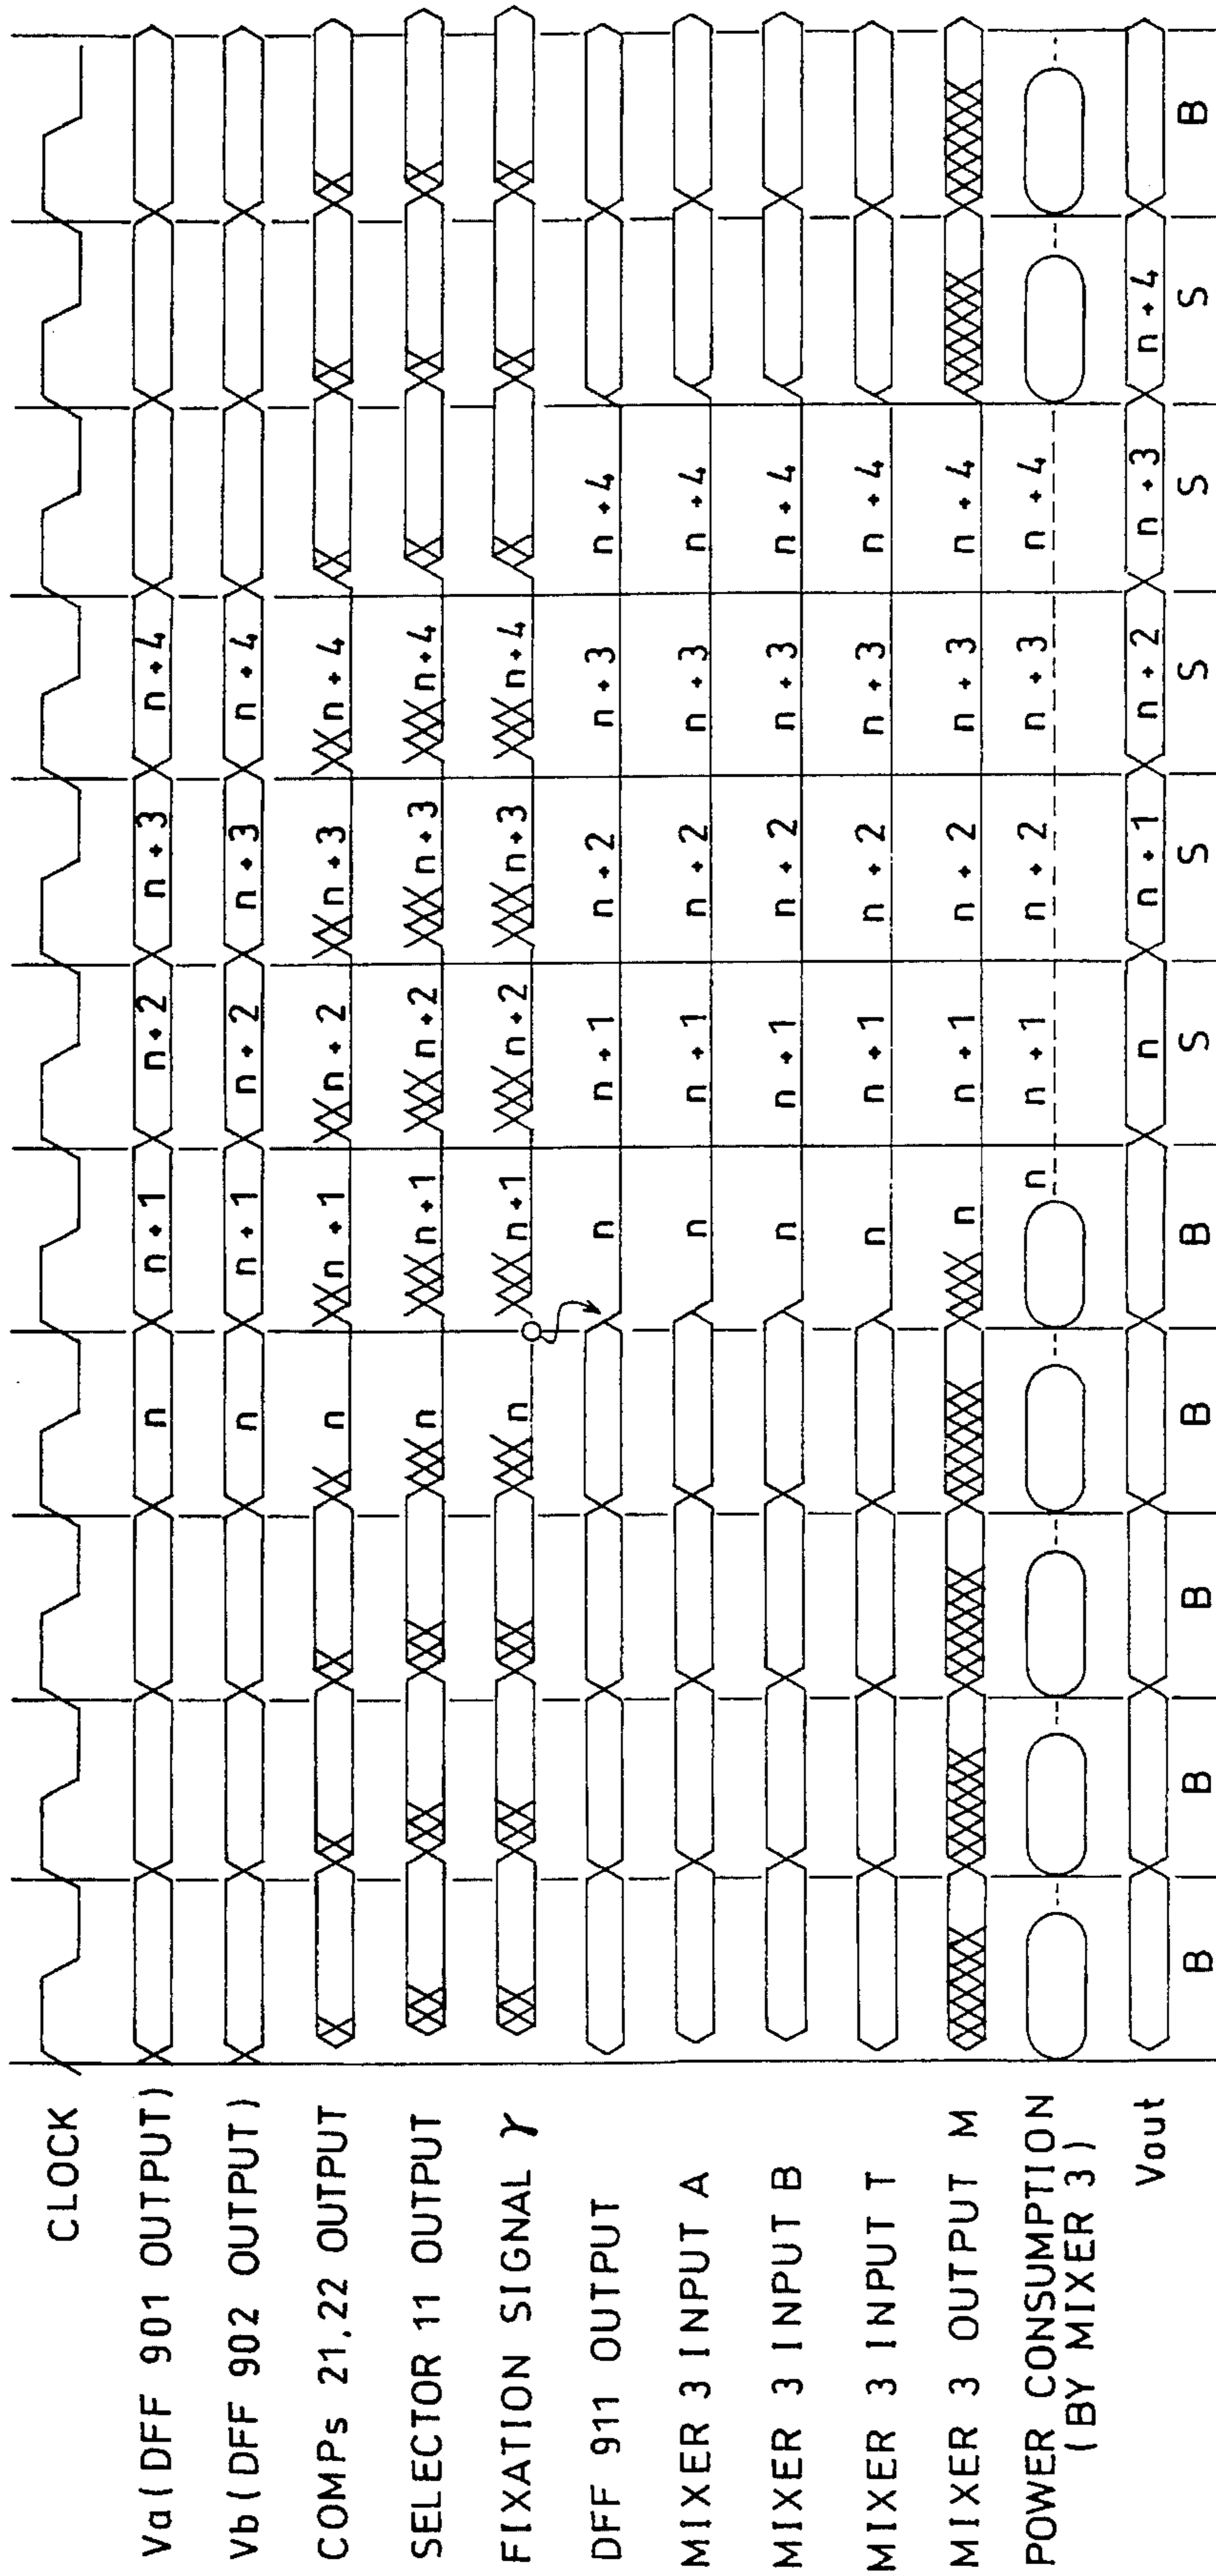 CLOCK
Va(DFF 901 OUTPUT) n n+1 n+2 n+3 n+4
Vb(DFF 902 OUTPUT) n n+1 n+2 n+3 n+4
COMPs 21,22 OUTPUT n n+1 n+2 n+3 n+4
SELECTOR 11 OUTPUT n n+1 n+2 n+3 n+4
FIXATION SIGNAL γ n n+1 n+2 n+3 n+4
DFF 911 OUTPUT n n+1 n+2 n+3 n+4
MIXER 3 INPUT A n n+1 n+2 n+3 n+4
MIXER 3 INPUT B n n+1 n+2 n+3 n+4
MIXER 3 INPUT T n n+1 n+2 n+3 n+4
MIXER 3 OUTPUT M n n+1 n+2 n+3 n+4
POWER CONSUMPTION n n+1 n+2 n+3 n+4
(BY MIXER 3)
Vout n n+1 n+2 n+3 n+4
B B B B B S S S S S B